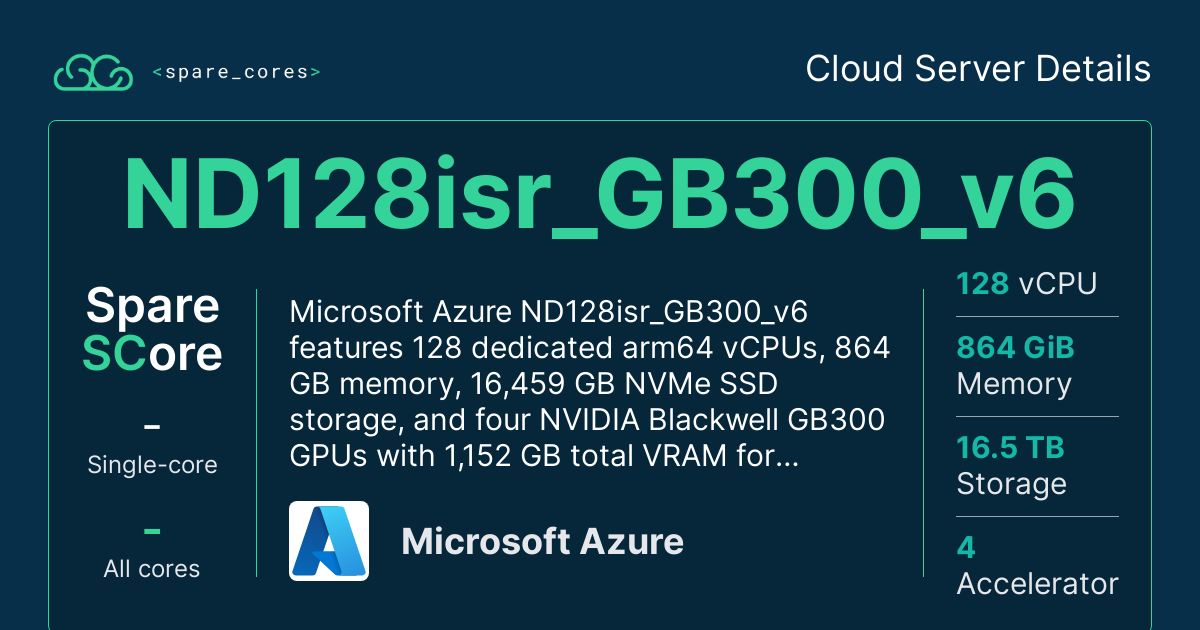 <spare_cores>
Cloud Server Details
ND128isr_GB300_v6
Spare
SCore
-
Single-core
-
All cores
Microsoft Azure ND128isr_GB300_v6
features 128 dedicated arm64 vCPUs, 864
GB memory, 16,459 GB NVMe SSD
storage, and four NVIDIA Blackwell GB300
GPUs with 1,152 GB total VRAM for...
Microsoft Azure
128 vCPU
864 GiB
Memory
16.5 TB
Storage
4
Accelerator